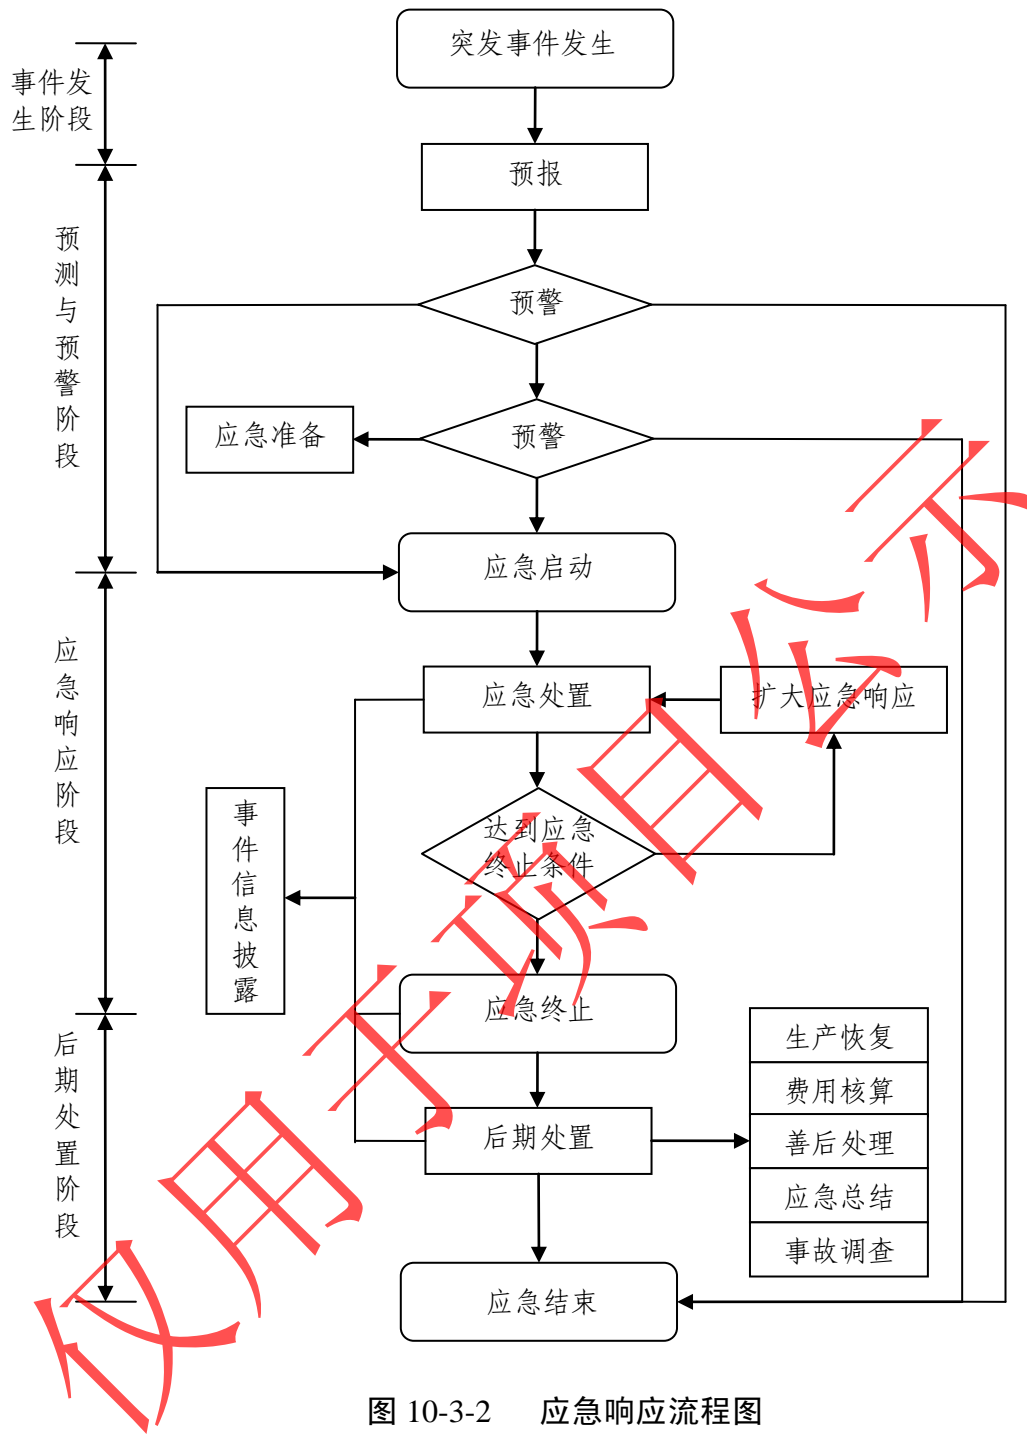 突发事件发生
事件发
生阶段
预报
预测与预警阶段
预警
预警
应急准备
应急启动
应急响应阶段
应急处置
扩大应急响应
达到应急
终止条件
事件信息披露
应急终止
后期处置阶段
后期处置
生产恢复
费用核算
善后处理
应急总结
事故调查
应急结束
图 10-3-2 应急响应流程图
仅用于项目公示